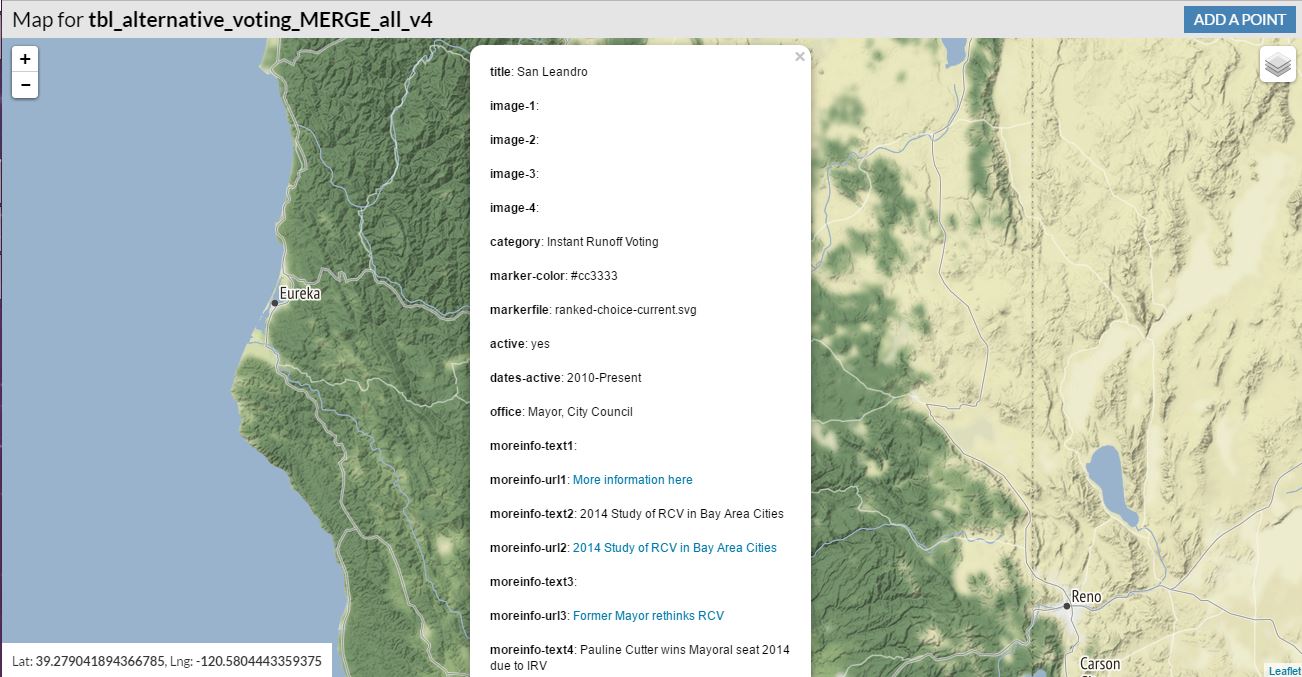 Map for tbl_alternative_voting_MERGE_all_v4
ADD A POINT
+
−
×
title: San Leandro
image-1:
image-2:
image-3:
image-4:
category: Instant Runoff Voting
marker-color: #cc3333
markerfile: ranked-choice-current.svg
active: yes
dates-active: 2010-Present
office: Mayor, City Council
moreinfo-text1:
moreinfo-url1: More information here
moreinfo-text2: 2014 Study of RCV in Bay Area Cities
moreinfo-url2: 2014 Study of RCV in Bay Area Cities
moreinfo-text3:
moreinfo-url3: Former Mayor rethinks RCV
moreinfo-text4: Pauline Cutter wins Mayoral seat 2014
due to IRV
Eureka
Reno
Carson
Lat: 39.279041894366785, Lng: -120.5804443359375
Leaflet